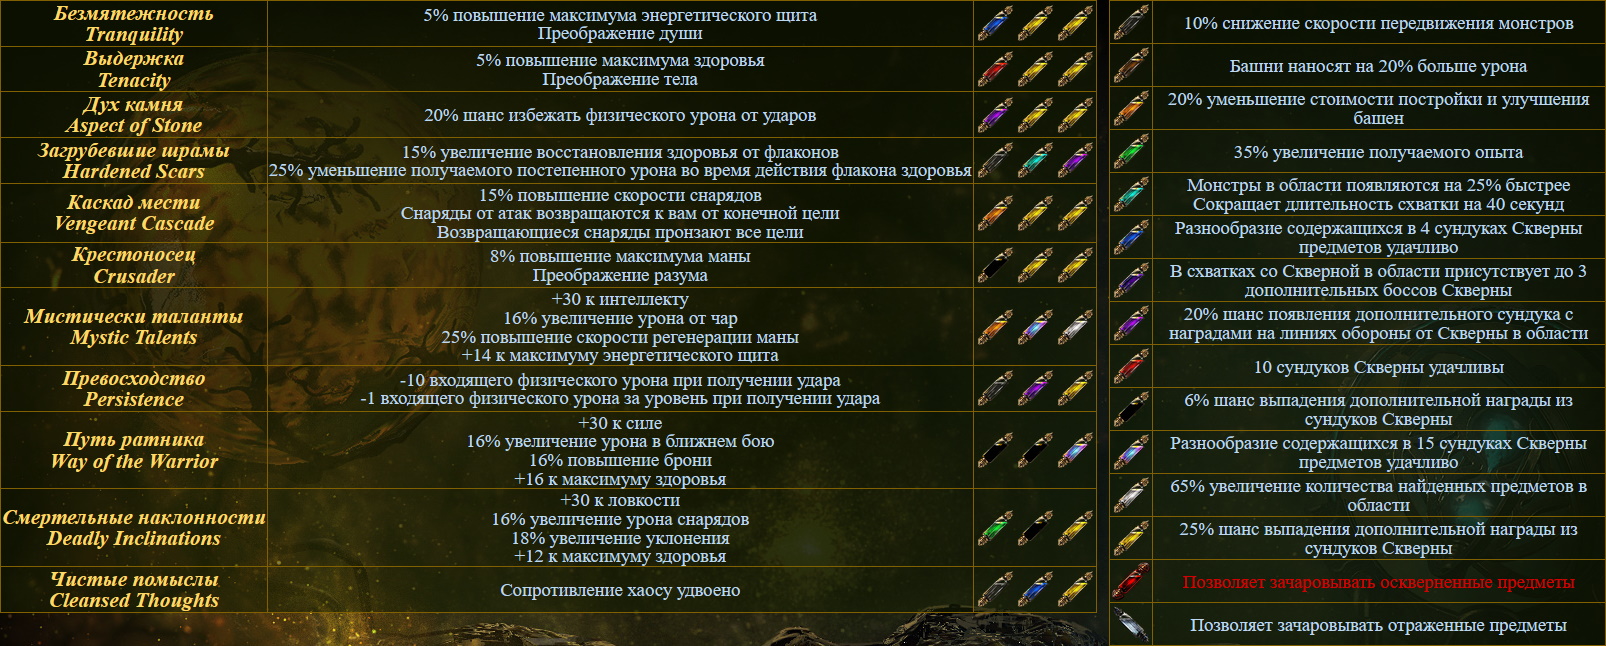 Безмятежность
Tranquility
5% повышение максимума энергетического щита
Преображение души
Выдержка
Tenacity
5% повышение максимума здоровья
Преображение тела
Дух камня
Aspect of Stone
20% шанс избежать физического урона от ударов
Загрубевшие шрамы
Hardened Scars
15% увеличение восстановления здоровья от флаконов
25% уменьшение получаемого постепенного урона во время действия флакона здоровья
Каскад мести
Vengeant Cascade
15% повышение скорости снарядов
Снаряды от атак возвращаются к вам от конечной цели
Возвращающиеся снаряды пронзают все цели
Крестоносец
Crusader
8% повышение максимума маны
Преображение разума
Мистически таланты
Mystic Talents
+30 к интеллекту
16% увеличение урона от чар
25% повышение скорости регенерации маны
+14 к максимуму энергетического щита
Превосходство
Persistence
-10 входящего физического урона при получении удара
-1 входящего физического урона за уровень при получении удара
Путь ратника
Way of the Warrior
+30 к силе
16% увеличение урона в ближнем бою
16% повышение брони
+16 к максимуму здоровья
Смертельные наклонности
Deadly Inclinations
+30 к ловкости
16% увеличение урона снарядов
18% увеличение уклонения
+12 к максимуму здоровья
Чистые помыслы
Cleansed Thoughts
Сопротивление хаосу удвоено
10% снижение скорости передвижения монстров
Башни наносят на 20% больше урона
20% уменьшение стоимости постройки и улучшения
башен
35% увеличение получаемого опыта
Монстры в области появляются на 25% быстрее
Сокращает длительность схватки на 40 секунд
Разнообразие содержащихся в 4 сундуках Скверны
предметов удачливо
В схватках со Скверной в области присутствует до 3
дополнительных боссов Скверны
20% шанс появления дополнительного сундука с
наградами на линиях обороны от Скверны в области
10 сундуков Скверны удачливы
6% шанс выпадения дополнительной награды из
сундуков Скверны
Разнообразие содержащихся в 15 сундуках Скверны
предметов удачливо
65% увеличение количества найденных предметов в
области
25% шанс выпадения дополнительной награды из
сундуков Скверны
Позволяет зачаровывать оскверненные предметы
Позволяет зачаровывать отраженные предметы